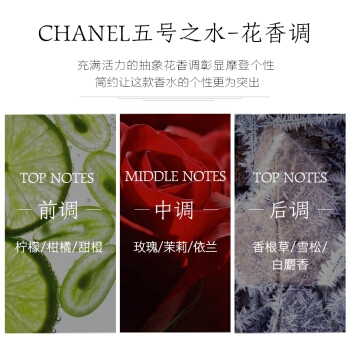 CHANEL五号之水-花香调
充满活力的抽象花香调彰显摩登个性
简约让这款香水的个性更为突出
TOP NOTES
前调
柠檬/柑橘/甜橙
MIDDLE NOTES
中调
玫瑰/茉莉/依兰
TOP NOTES
后调
香根草/雪松/
白麝香